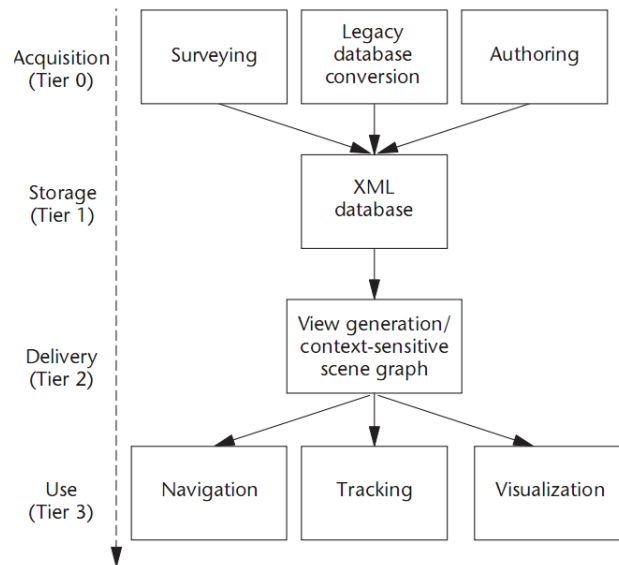 Acquisition
(Tier 0)
Surveying
Legacy
database
conversion
Authoring
Storage
(Tier 1)
XML
database
Delivery
(Tier 2)
View generation/
context-sensitive
scene graph
Use
(Tier 3)
Navigation
Tracking
Visualization